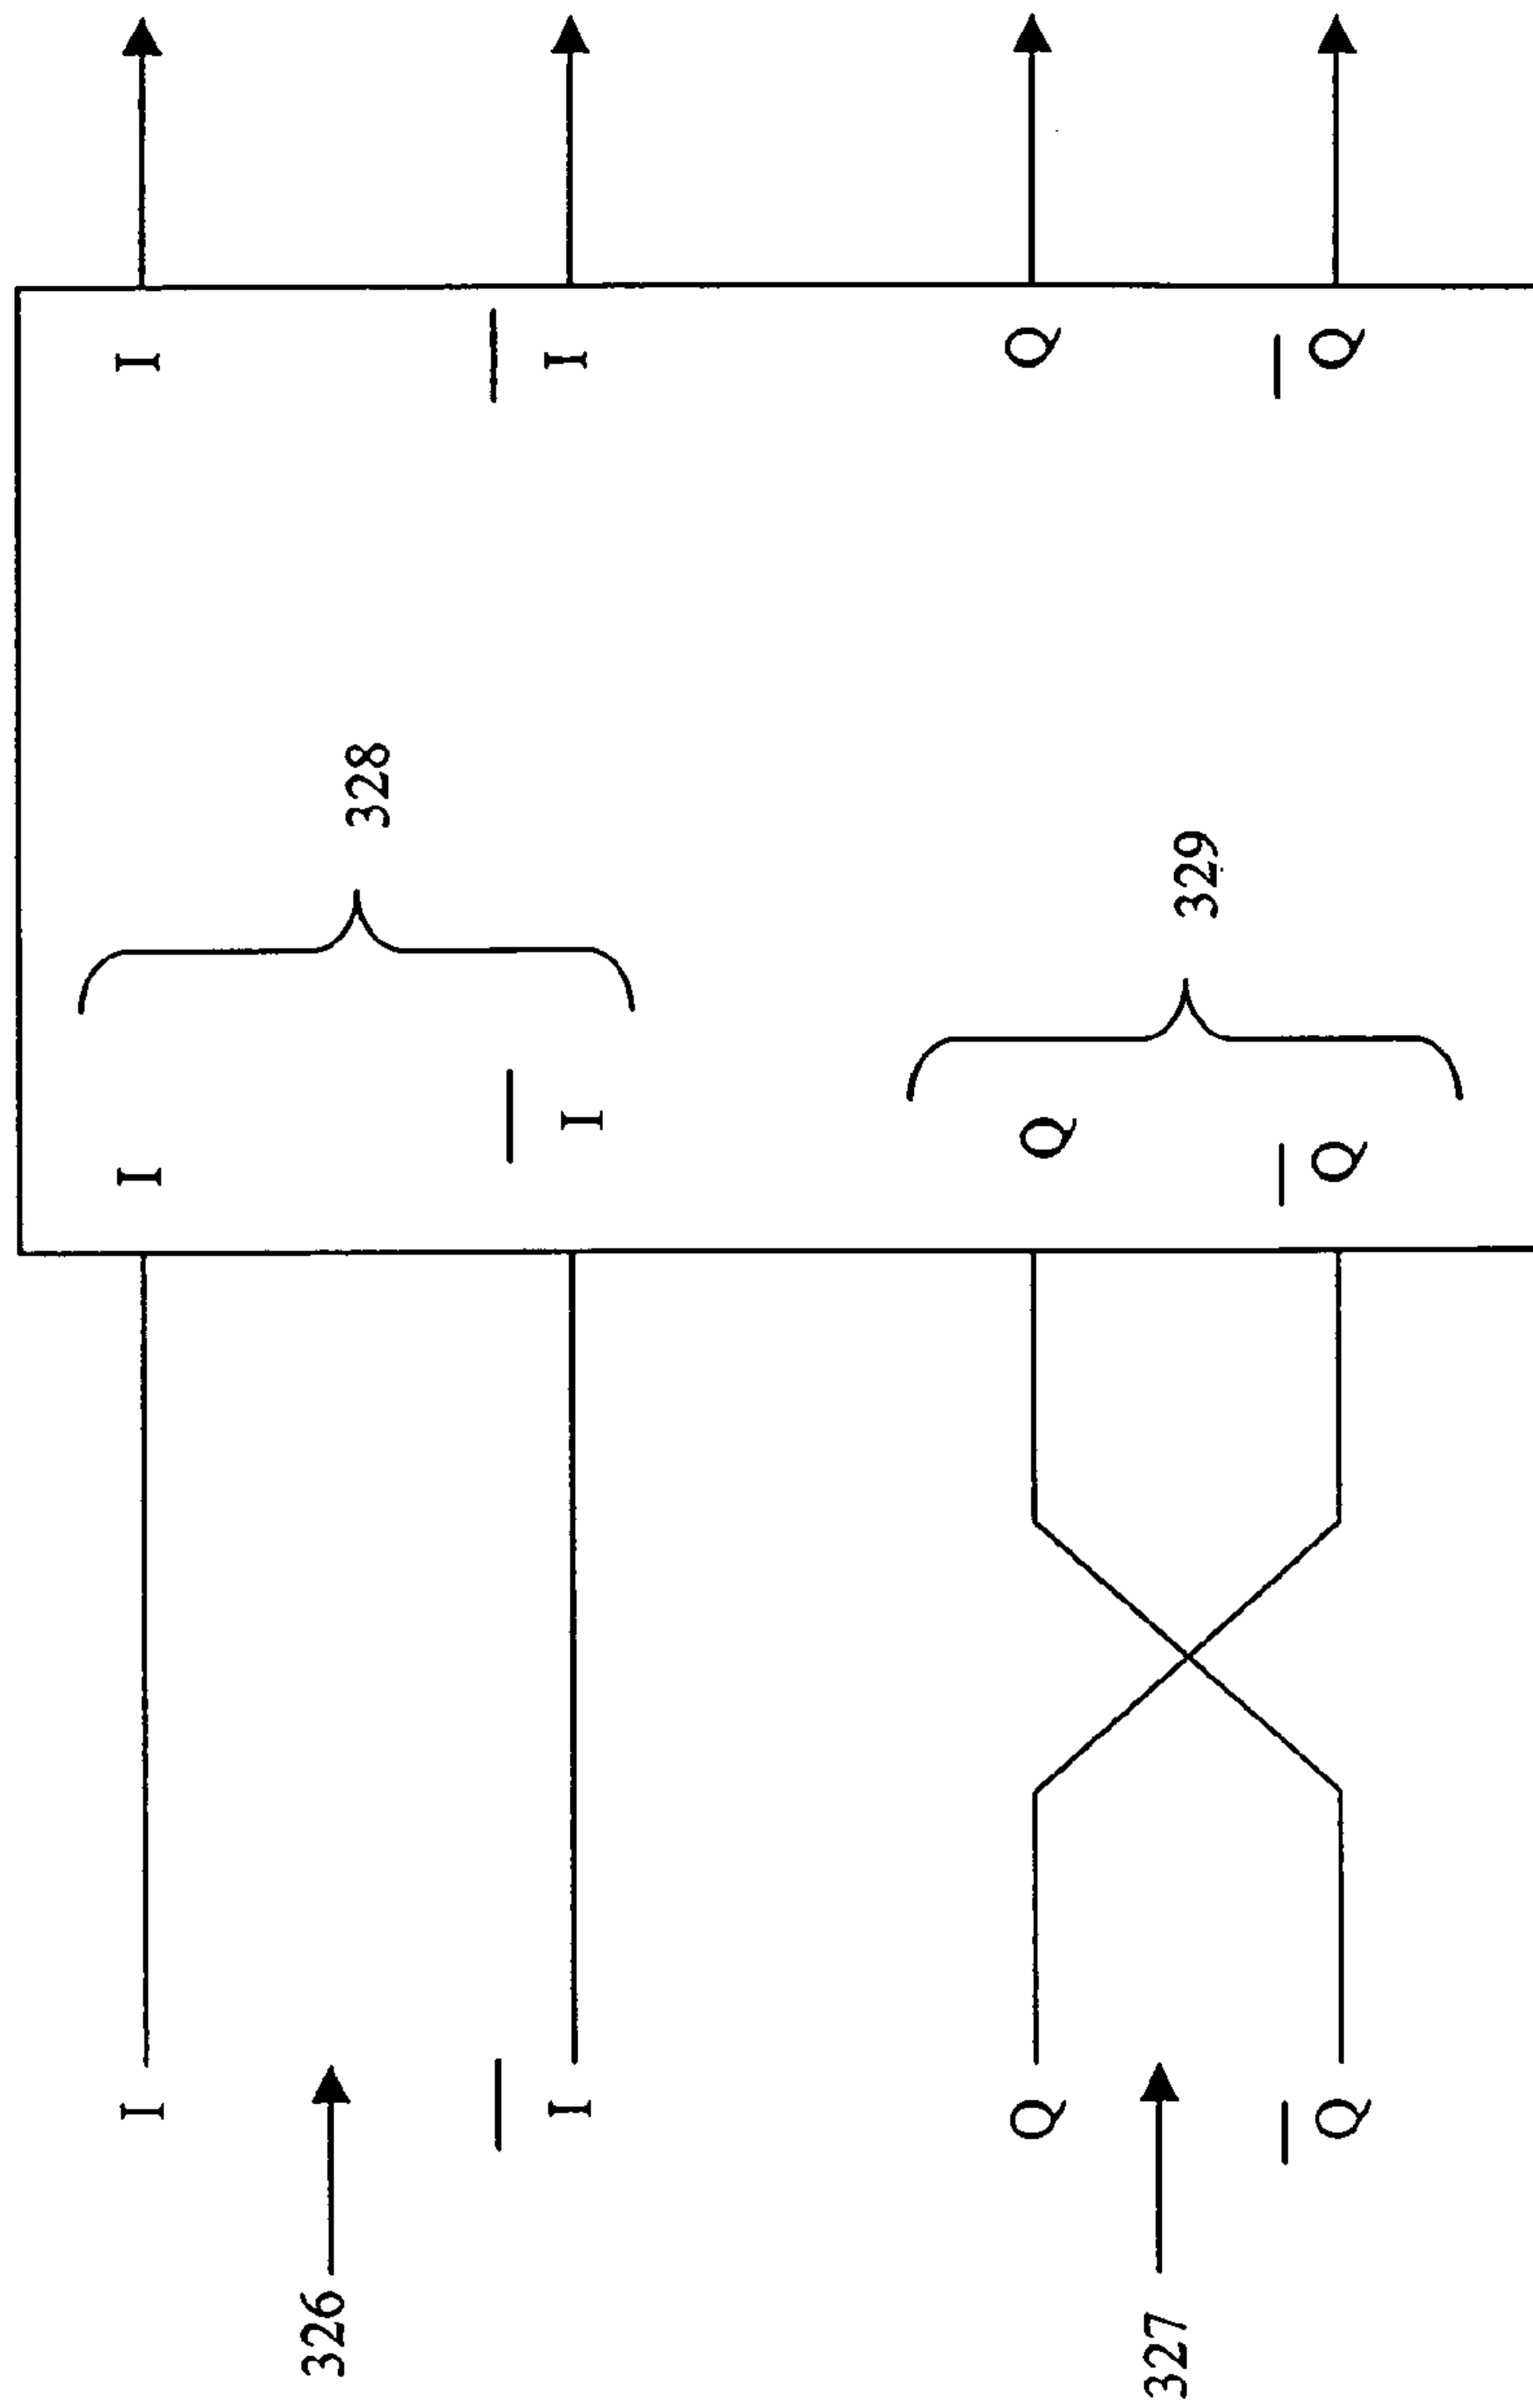 I I I
326 328
I̅ I̅ I̅
Q Q Q
327 329
Q̅ Q̅ Q̅